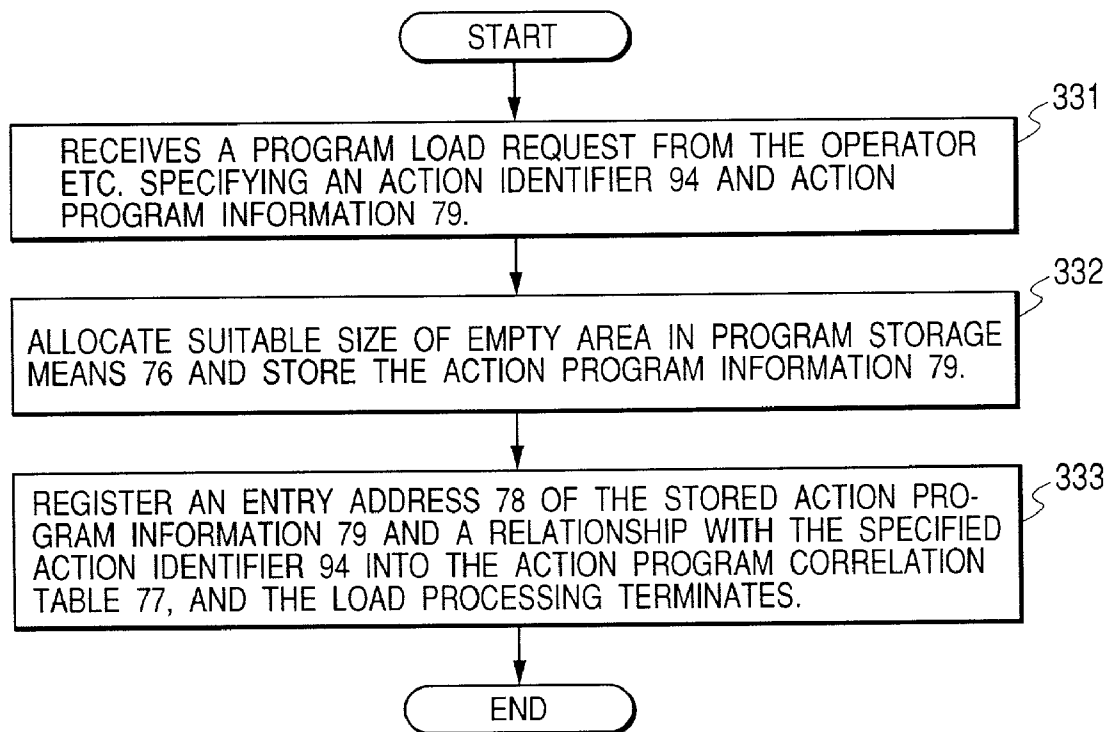 START
331
RECEIVES A PROGRAM LOAD REQUEST FROM THE OPERATOR
ETC. SPECIFYING AN ACTION IDENTIFIER 94 AND ACTION
PROGRAM INFORMATION 79.
332
ALLOCATE SUITABLE SIZE OF EMPTY AREA IN PROGRAM STORAGE
MEANS 76 AND STORE THE ACTION PROGRAM INFORMATION 79.
333
REGISTER AN ENTRY ADDRESS 78 OF THE STORED ACTION PRO-
GRAM INFORMATION 79 AND A RELATIONSHIP WITH THE SPECIFIED
ACTION IDENTIFIER 94 INTO THE ACTION PROGRAM CORRELATION
TABLE 77, AND THE LOAD PROCESSING TERMINATES.
END